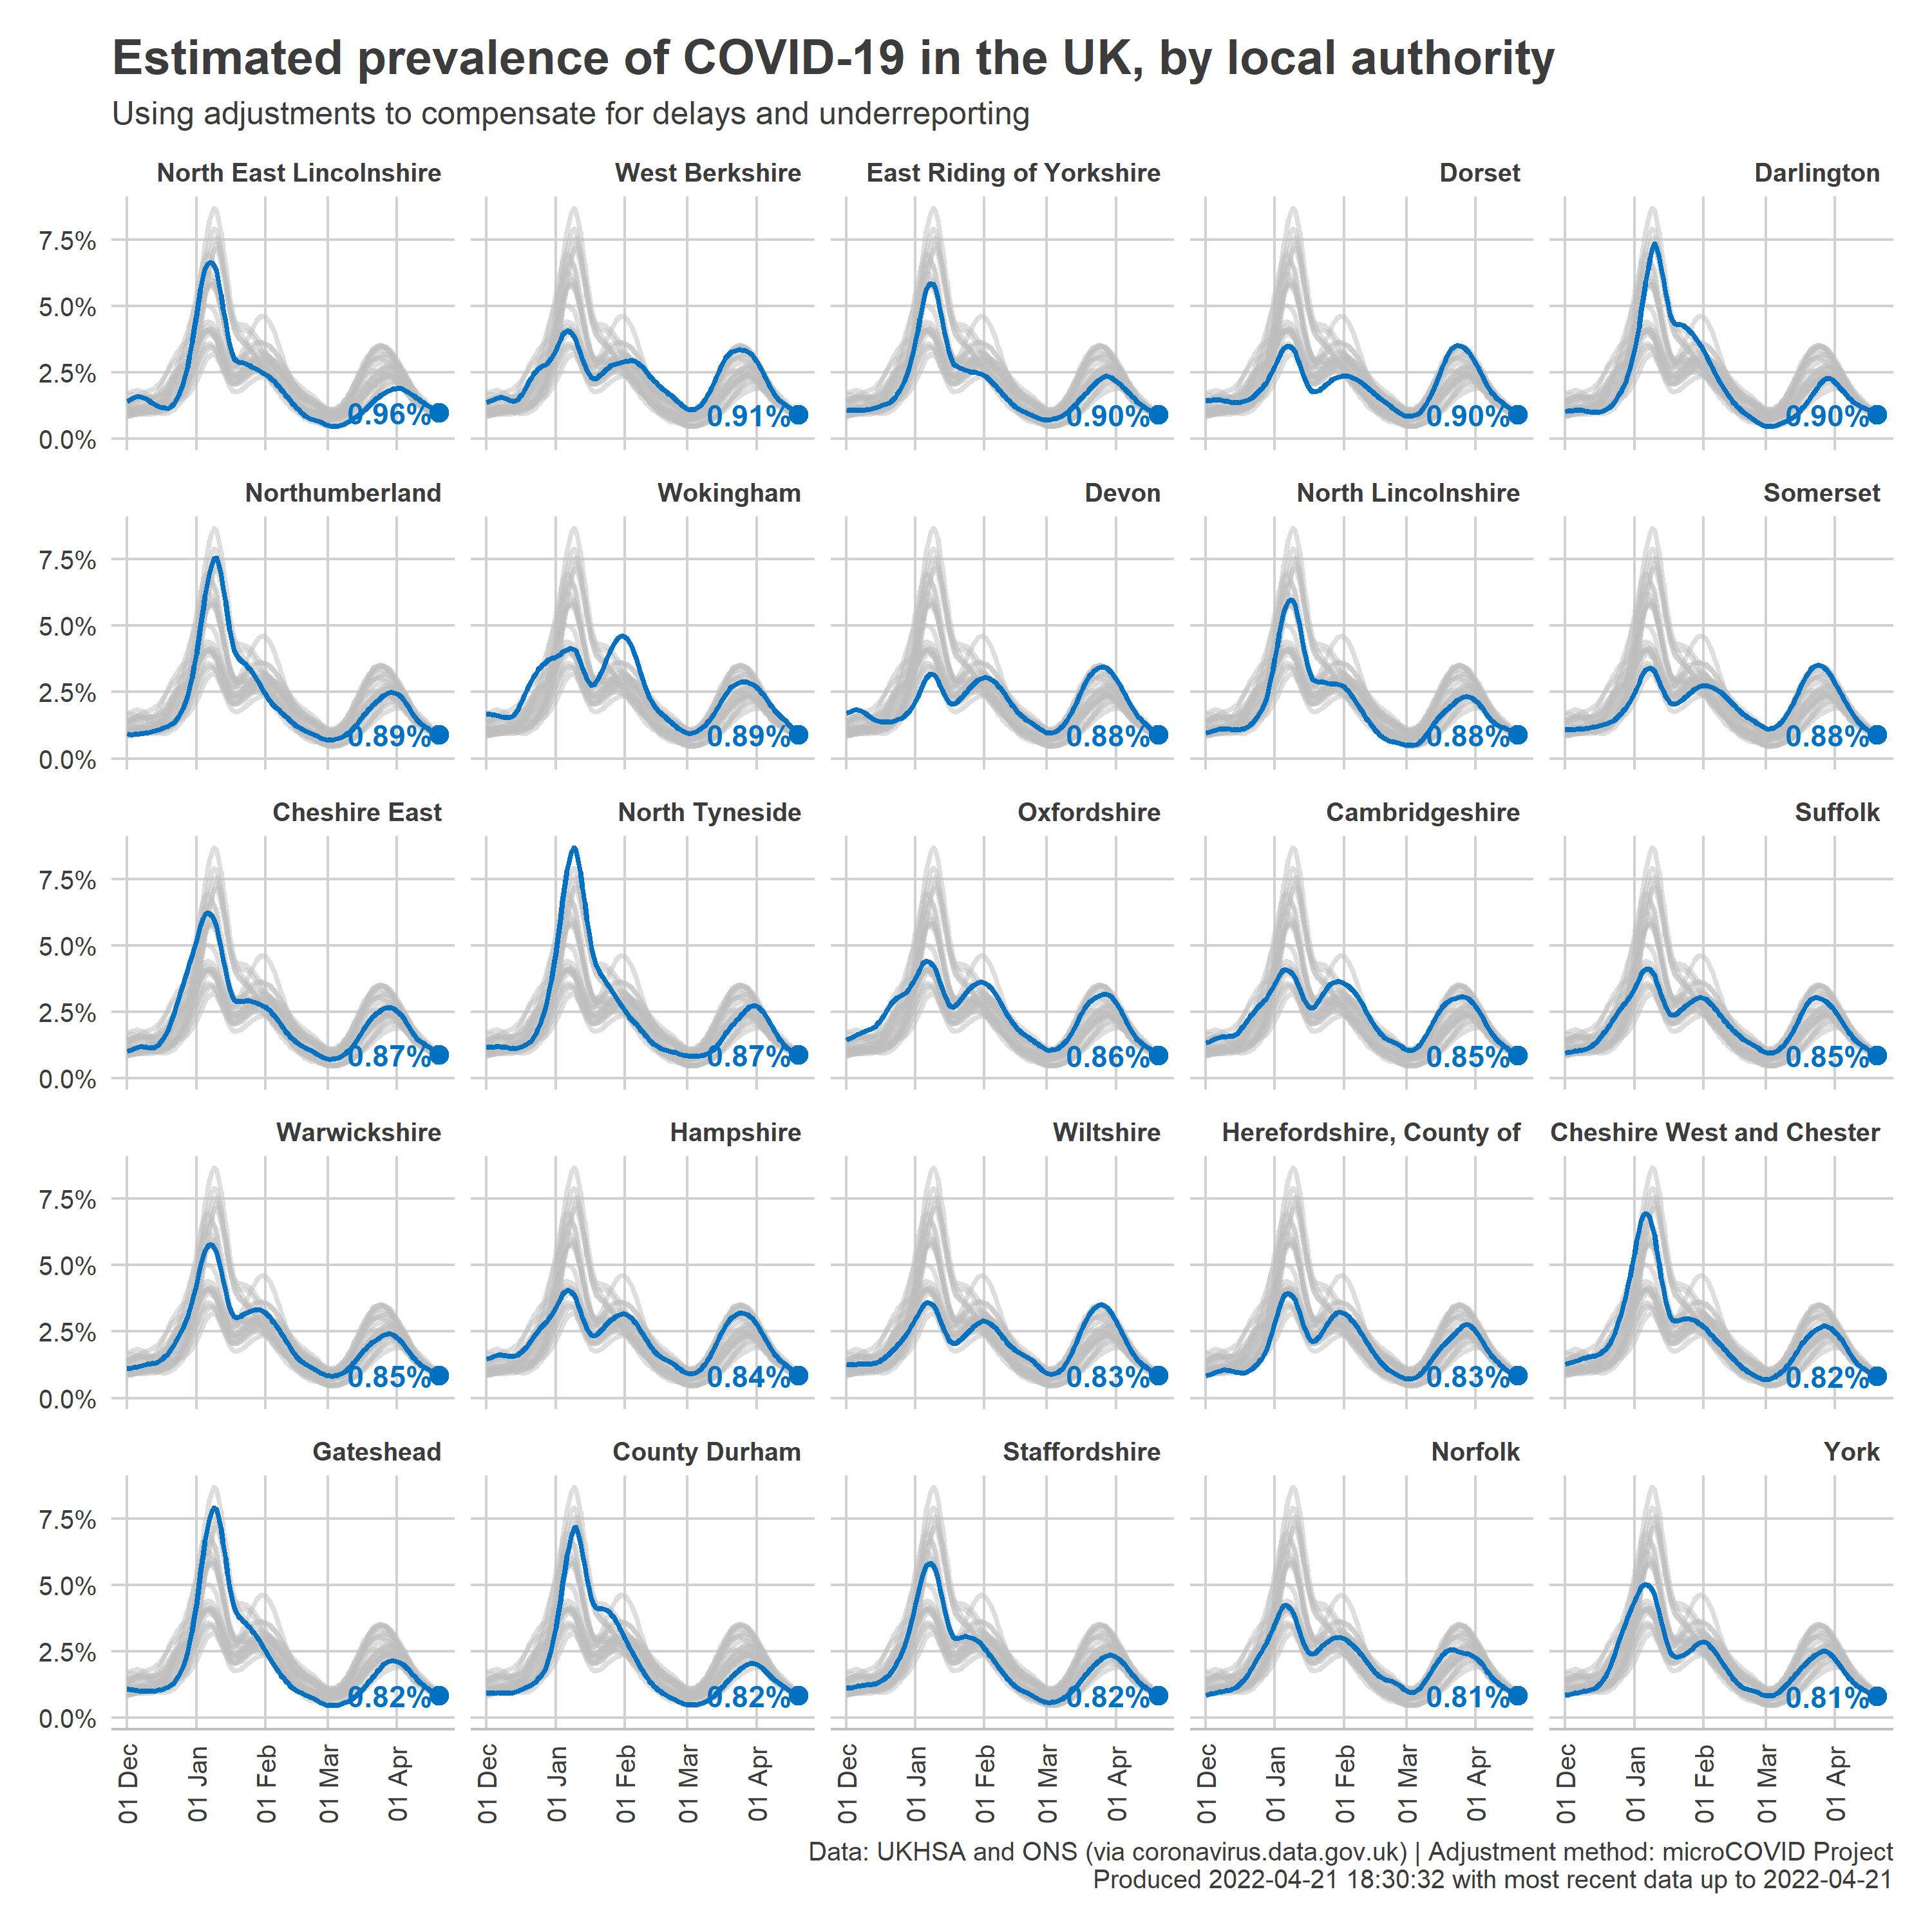 Estimated prevalence of COVID-19 in the UK, by local authority
Using adjustments to compensate for delays and underreporting
North East Lincolnshire
West Berkshire
East Riding of Yorkshire
Dorset
Darlington
7.5%
5.0%
2.5%
0.0%
0.96%
0.91%
0.90%
0.90%
0.90%
Northumberland
Wokingham
Devon
North Lincolnshire
Somerset
7.5%
5.0%
2.5%
0.0%
0.89%
0.89%
0.88%
0.88%
0.88%
Cheshire East
North Tyneside
Oxfordshire
Cambridgeshire
Suffolk
7.5%
5.0%
2.5%
0.0%
0.87%
0.87%
0.86%
0.85%
0.85%
Warwickshire
Hampshire
Wiltshire
Herefordshire, County of
Cheshire West and Chester
7.5%
5.0%
2.5%
0.0%
0.85%
0.84%
0.83%
0.83%
0.82%
Gateshead
County Durham
Staffordshire
Norfolk
York
7.5%
5.0%
2.5%
0.0%
0.82%
0.82%
0.82%
0.81%
0.81%
01 Dec
01 Jan
01 Feb
01 Mar
01 Apr
01 Dec
01 Jan
01 Feb
01 Mar
01 Apr
01 Dec
01 Jan
01 Feb
01 Mar
01 Apr
01 Dec
01 Jan
01 Feb
01 Mar
01 Apr
01 Dec
01 Jan
01 Feb
01 Mar
01 Apr
Data: UKHSA and ONS (via coronavirus.data.gov.uk) | Adjustment method: microCOVID Project
Produced 2022-04-21 18:30:32 with most recent data up to 2022-04-21